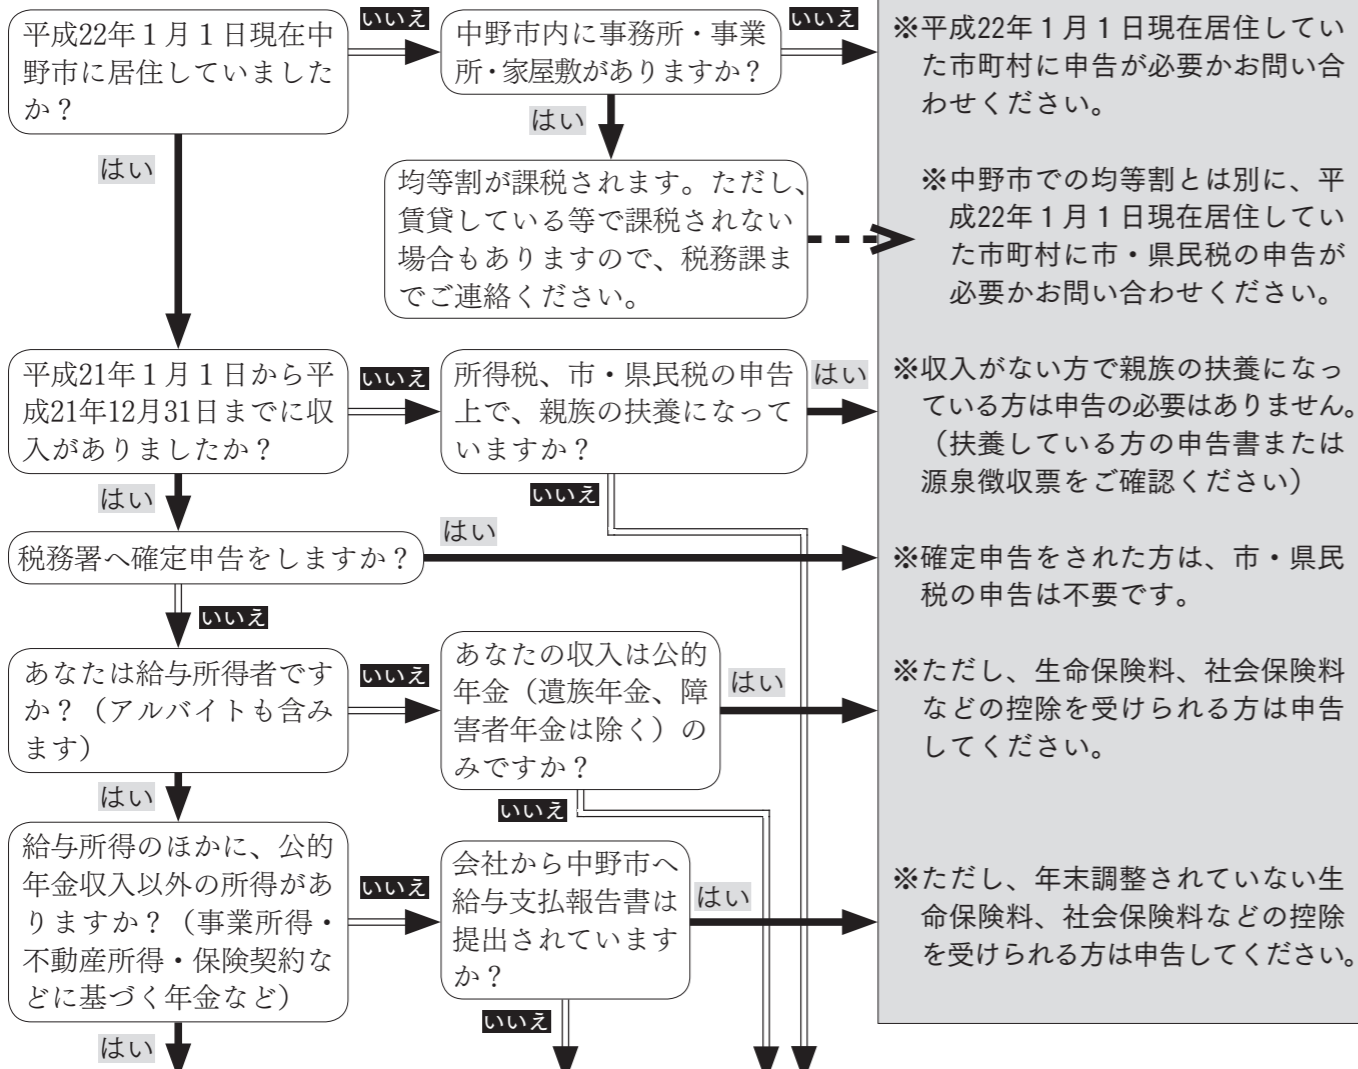 平成22年1月1日現在中
野市に居住していました
か？
いいえ
中野市内に事務所・事業
所・家屋敷がありますか？
いいえ
※平成22年1月1日現在居住してい
た市町村に申告が必要かお問い合
わせください。
はい
はい
均等割が課税されます。ただし、
賃貸している等で課税されない
場合もありますので、税務課ま
でご連絡ください。
※中野市での均等割とは別に、平
成22年1月1日現在居住してい
た市町村に市・県民税の申告が
必要かお問い合わせください。
平成21年1月1日から平
成21年12月31日までに収
入がありましたか？
いいえ
所得税、市・県民税の申告
上で、親族の扶養になって
いますか？
はい
※収入がない方で親族の扶養になっ
ている方は申告の必要はありません。
（扶養している方の申告書または
源泉徴収票をご確認ください）
はい
いいえ
税務署へ確定申告をしますか？
はい
※確定申告をされた方は、市・県民
税の申告は不要です。
いいえ
あなたは給与所得者です
か？（アルバイトも含み
ます）
いいえ
あなたの収入は公的
年金（遺族年金、障
害者年金は除く）の
みですか？
はい
※ただし、生命保険料、社会保険料
などの控除を受けられる方は申告
してください。
はい
いいえ
給与所得のほかに、公的
年金収入以外の所得があ
りますか？（事業所得・
不動産所得・保険契約な
どに基づく年金など）
いいえ
会社から中野市へ
給与支払報告書は
提出されています
か？
はい
※ただし、年末調整されていない生
命保険料、社会保険料などの控除
を受けられる方は申告してください。
はい
いいえ